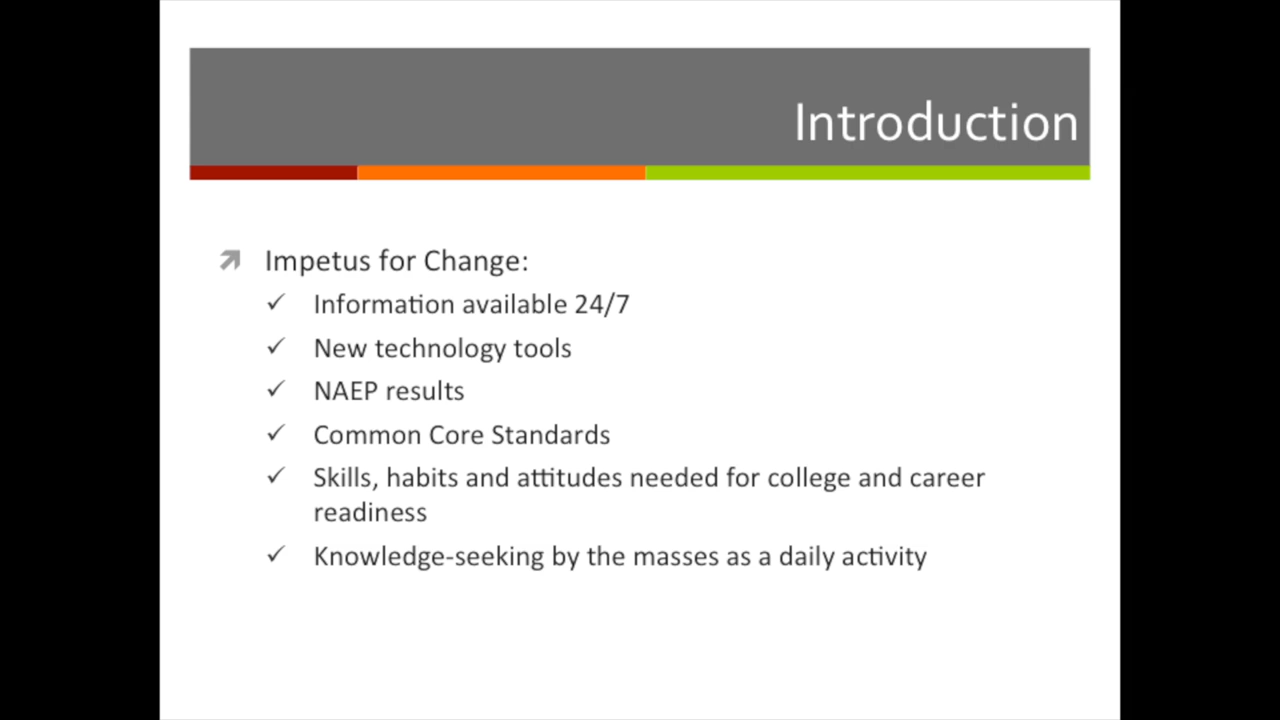 Introduction
Impetus for Change:
Information available 24/7
New technology tools
NAEP results
Common Core Standards
Skills, habits and attitudes needed for college and career
readiness
Knowledge-seeking by the masses as a daily activity